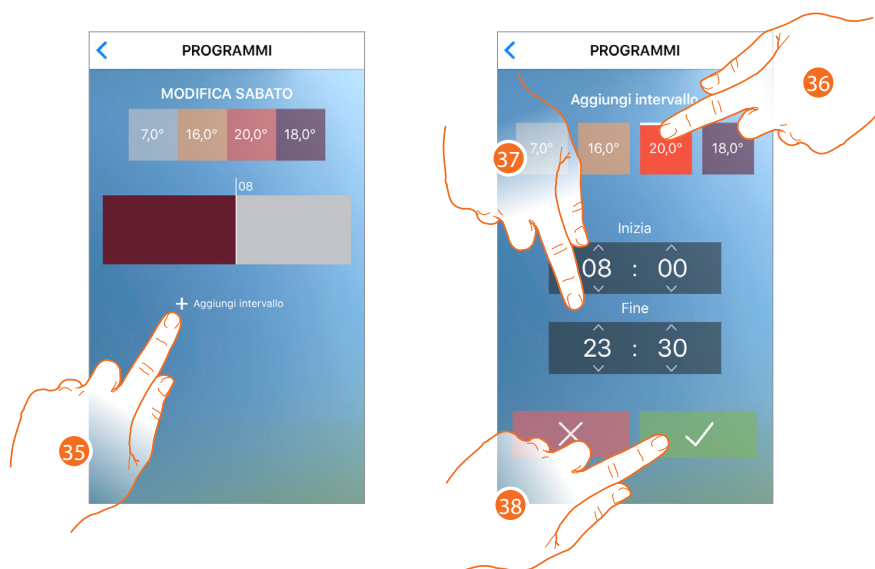 PROGRAMMI
MODIFICA SABATO
7,0° 16,0° 20,0° 18,0°
08
+ Aggiungi intervallo
35
PROGRAMMI
36
Aggiungi intervallo
37
7,0° 16,0° 20,0° 18,0°
Inizia
08 : 00
Fine
23 : 30
38